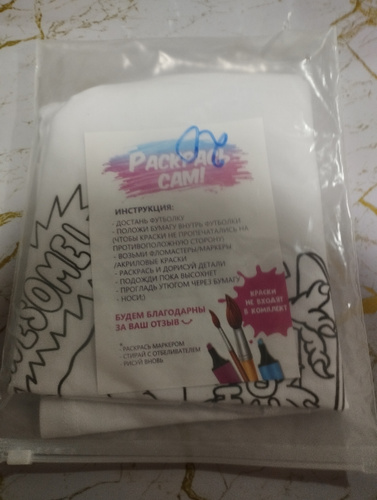 РАСКРАСЬ
САМ!
ИНСТРУКЦИЯ:
- ДОСТАНЬ ФУТБОЛКУ
- ПОЛОЖИ БУМАГУ ВНУТРЬ ФУТБОЛКИ
(ЧТОБЫ КРАСКИ НЕ ПРОПЕЧАТАЛИСЬ НА
ПРОТИВОПОЛОЖНУЮ СТОРОНУ)
- ВОЗЬМИ ФЛОМАСТЕРЫ/МАРКЕРЫ
/АКРИЛОВЫЕ КРАСКИ
- РАСКРАСЬ И ДОРИСУЙ ДЕТАЛИ
- ПОДОЖДИ ПОКА ВЫСОХНЕТ
- ПРОГЛАДЬ УТЮГОМ ЧЕРЕЗ БУМАГУ
- НОСИ)
КРАСКИ
НЕ ВХОДЯТ
В КОМПЛЕКТ
БУДЕМ БЛАГОДАРНЫ
ЗА ВАШ ОТЗЫВ
*РАСКРАСЬ МАРКЕРОМ
- СТИРАЙ С ОТБЕЛИВАТЕЛЕМ
- РИСУЙ ВНОВЬ